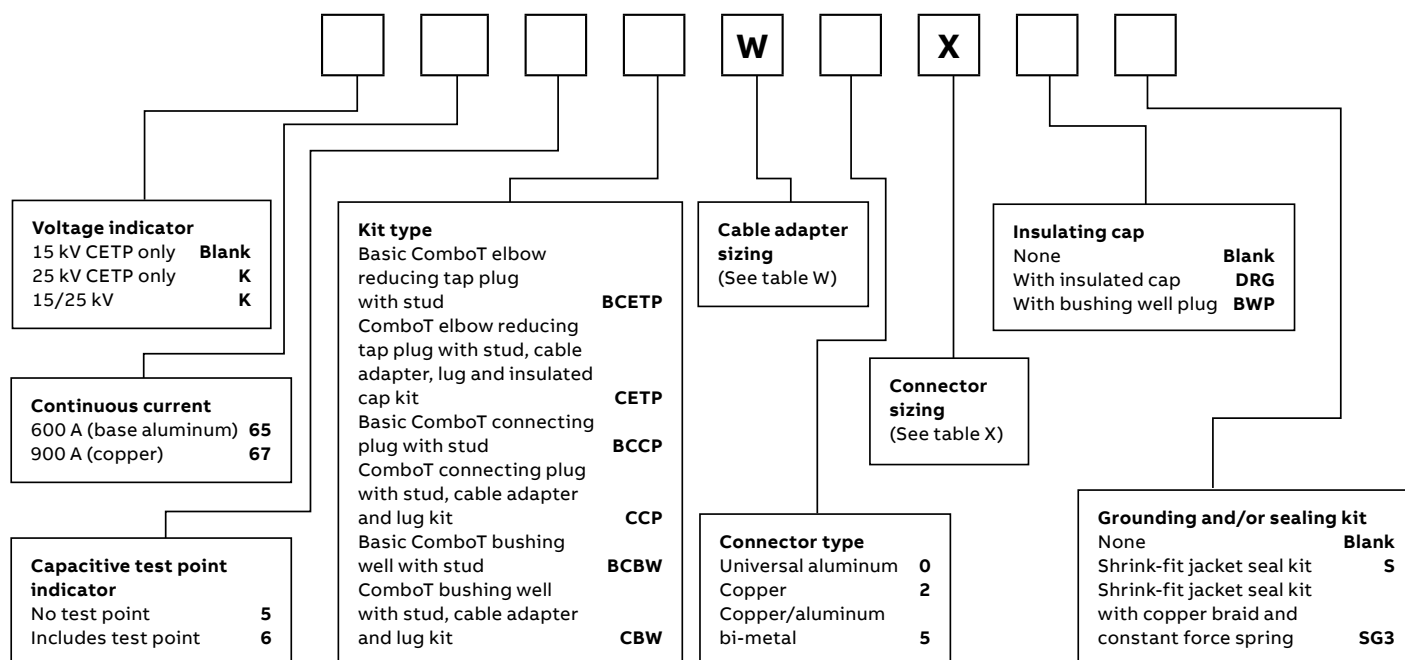 W
X
Voltage indicator
15 kV CETP only Blank
25 kV CETP only K
15/25 kV K
Continuous current
600 A (base aluminum) 65
900 A (copper) 67
Capacitive test point
indicator
No test point 5
Includes test point 6
Kit type
Basic ComboT elbow
reducing tap plug
with stud BCETP
ComboT elbow reducing
tap plug with stud, cable
adapter, lug and insulated
cap kit CETP
Basic ComboT connecting
plug with stud BCCP
ComboT connecting plug
with stud, cable adapter
and lug kit CCP
Basic ComboT bushing
well with stud BCBW
ComboT bushing well
with stud, cable adapter
and lug kit CBW
Cable adapter
sizing
(See table W)
Connector type
Universal aluminum 0
Copper 2
Copper/aluminum
bi-metal 5
Connector
sizing
(See table X)
Insulating cap
None Blank
With insulated cap DRG
With bushing well plug BWP
Grounding and/or sealing kit
None Blank
Shrink-fit jacket seal kit S
Shrink-fit jacket seal kit
with copper braid and
constant force spring SG3